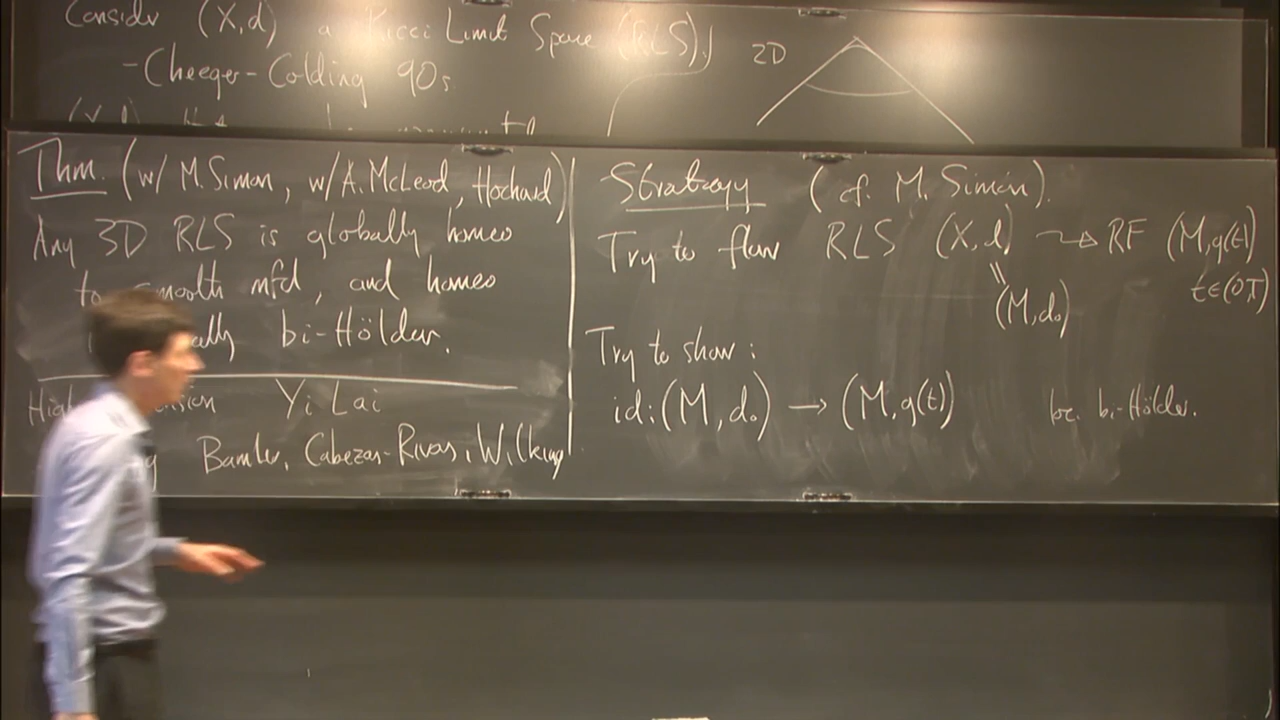 Consider (X,d) a Ricci Limit Space (RLS).
-Cheeger-Colding 90s
2D
Thm. (w/ M.Simon, w/ A. McLeod, Hochard)
Any 3D RLS is globally homeo
to smooth mfd, and homeo
bi-Hölder.
Yi Lai
Bamler, Cabezas-Rivas, Wilking
Strategy (cf. M. Simon).
Try to flow RLS (X,d) ⇝ RF (M,g(t))
t∈(0,T)
(M,d₀)
Try to show:
id:(M,d₀) → (M,g(t)) be bi-Hölder.